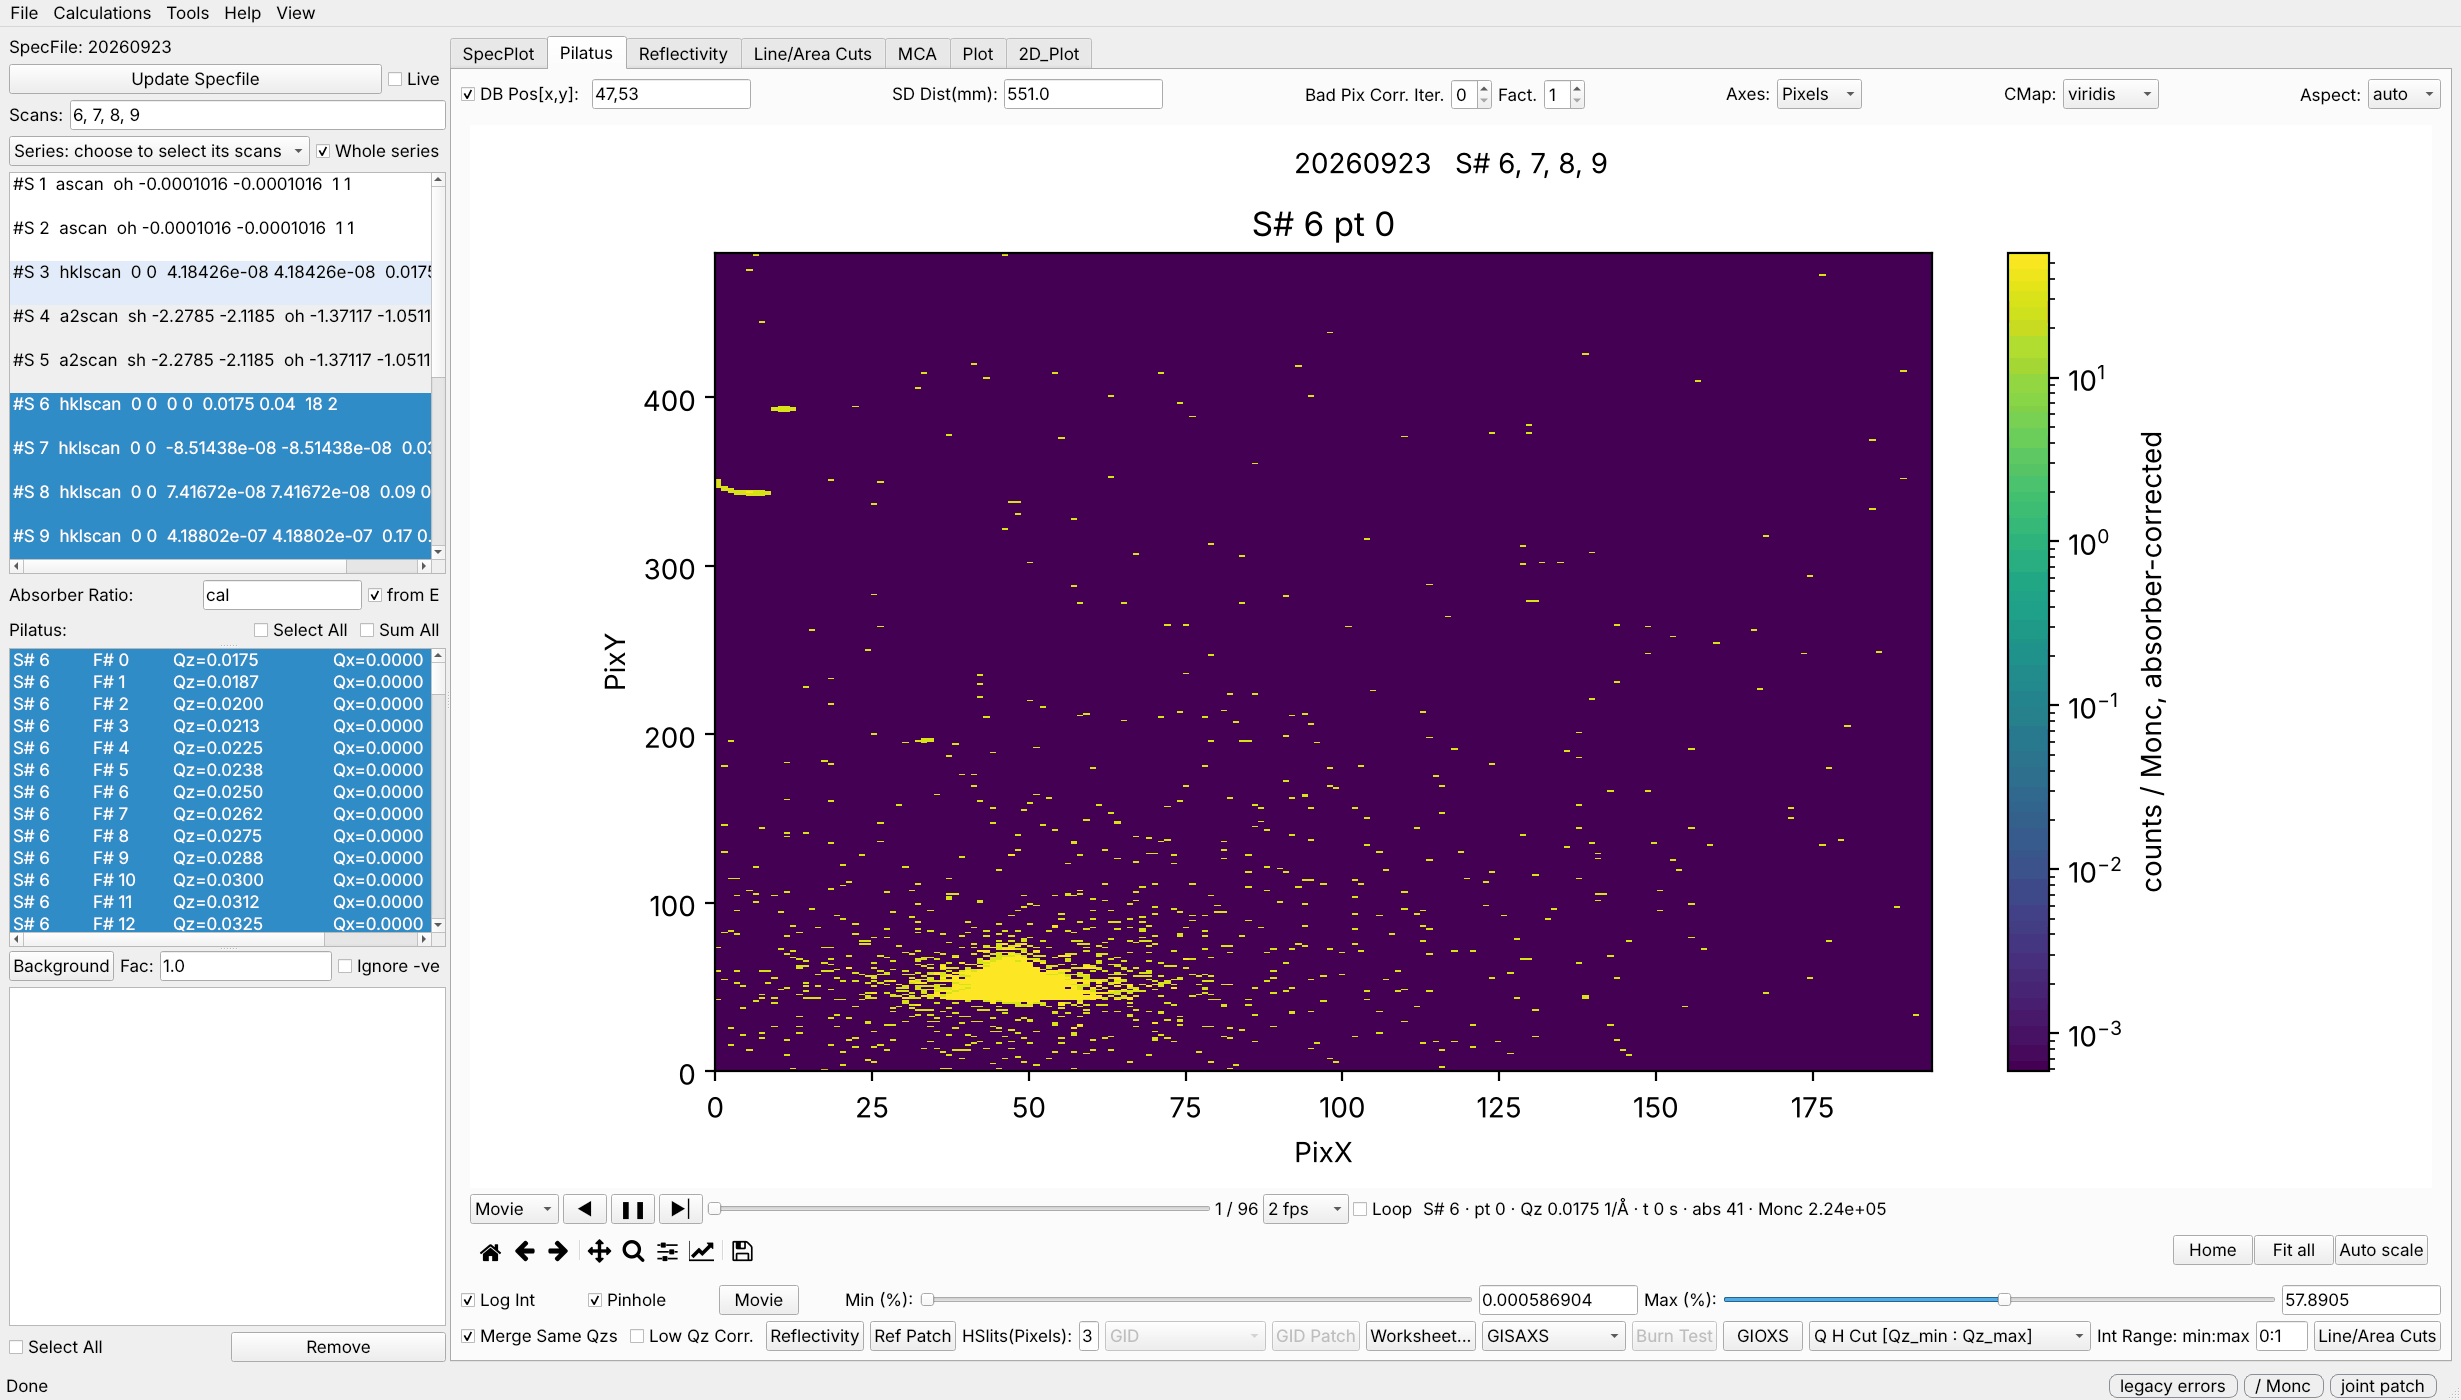 File Calculations Tools Help View
SpecFile: 20260923
Update Specfile Live
Scans: 6, 7, 8, 9
Series: choose to select its scans Whole series
#S 1 ascan oh -0.0001016 -0.0001016 1 1
#S 2 ascan oh -0.0001016 -0.0001016 1 1
#S 3 hklscan 0 0 4.18426e-08 4.18426e-08 0.0175
#S 4 a2scan sh -2.2785 -2.1185 oh -1.37117 -1.0511
#S 5 a2scan sh -2.2785 -2.1185 oh -1.37117 -1.0511
#S 6 hklscan 0 0 0 0 0.0175 0.04 18 2
#S 7 hklscan 0 0 -8.51438e-08 -8.51438e-08 0.03
#S 8 hklscan 0 0 7.41672e-08 7.41672e-08 0.09 0
#S 9 hklscan 0 0 4.18802e-07 4.18802e-07 0.17 0.
Absorber Ratio: cal from E
Pilatus: Select All Sum All
S# 6 F# 0 Qz=0.0175 Qx=0.0000
S# 6 F# 1 Qz=0.0187 Qx=0.0000
S# 6 F# 2 Qz=0.0200 Qx=0.0000
S# 6 F# 3 Qz=0.0213 Qx=0.0000
S# 6 F# 4 Qz=0.0225 Qx=0.0000
S# 6 F# 5 Qz=0.0238 Qx=0.0000
S# 6 F# 6 Qz=0.0250 Qx=0.0000
S# 6 F# 7 Qz=0.0262 Qx=0.0000
S# 6 F# 8 Qz=0.0275 Qx=0.0000
S# 6 F# 9 Qz=0.0288 Qx=0.0000
S# 6 F# 10 Qz=0.0300 Qx=0.0000
S# 6 F# 11 Qz=0.0312 Qx=0.0000
S# 6 F# 12 Qz=0.0325 Qx=0.0000
Background Fac: 1.0 Ignore -ve
Select All Remove
Done
SpecPlot Pilatus Reflectivity Line/Area Cuts MCA Plot 2D_Plot
DB Pos[x,y]: 47,53 SD Dist(mm): 551.0 Bad Pix Corr. Iter. 0 Fact. 1 Axes: Pixels CMap: viridis Aspect: auto
20260923 S# 6, 7, 8, 9
S# 6 pt 0
400
300
200
100
0
PixY
0 25 50 75 100 125 150 175
PixX
10¹
10⁰
10⁻¹
10⁻²
10⁻³
counts / Monc, absorber-corrected
Movie 1 / 96 2 fps Loop S# 6 · pt 0 · Qz 0.0175 1/Å · t 0 s · abs 41 · Monc 2.24e+05
Home Fit all Auto scale
Log Int Pinhole Movie Min (%): 0.000586904 Max (%): 57.8905
Merge Same Qzs Low Qz Corr. Reflectivity Ref Patch HSlits(Pixels): 3 GID GID Patch Worksheet... GISAXS Burn Test GIOXS Q H Cut [Qz_min : Qz_max] Int Range: min:max 0:1 Line/Area Cuts
legacy errors / Monc joint patch